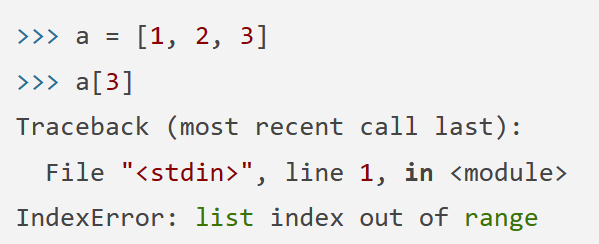 >>> a = [1, 2, 3]
>>> a[3]
Traceback (most recent call last):
  File "<stdin>", line 1, in <module>
IndexError: list index out of range